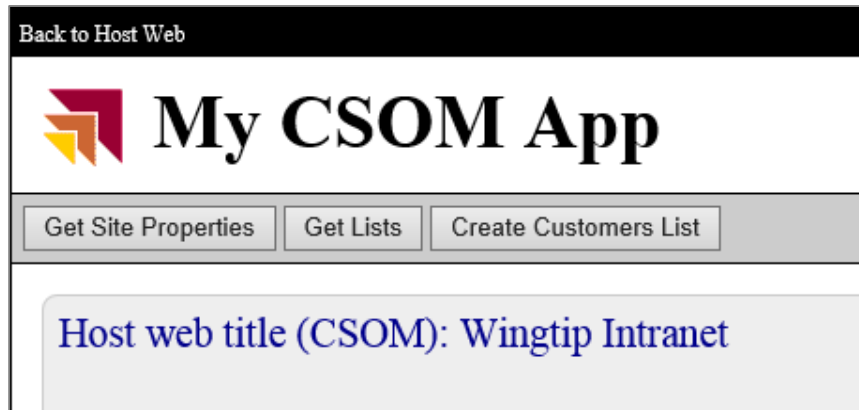 Back to Host Web
My CSOM App
Get Site Properties Get Lists Create Customers List
Host web title (CSOM): Wingtip Intranet